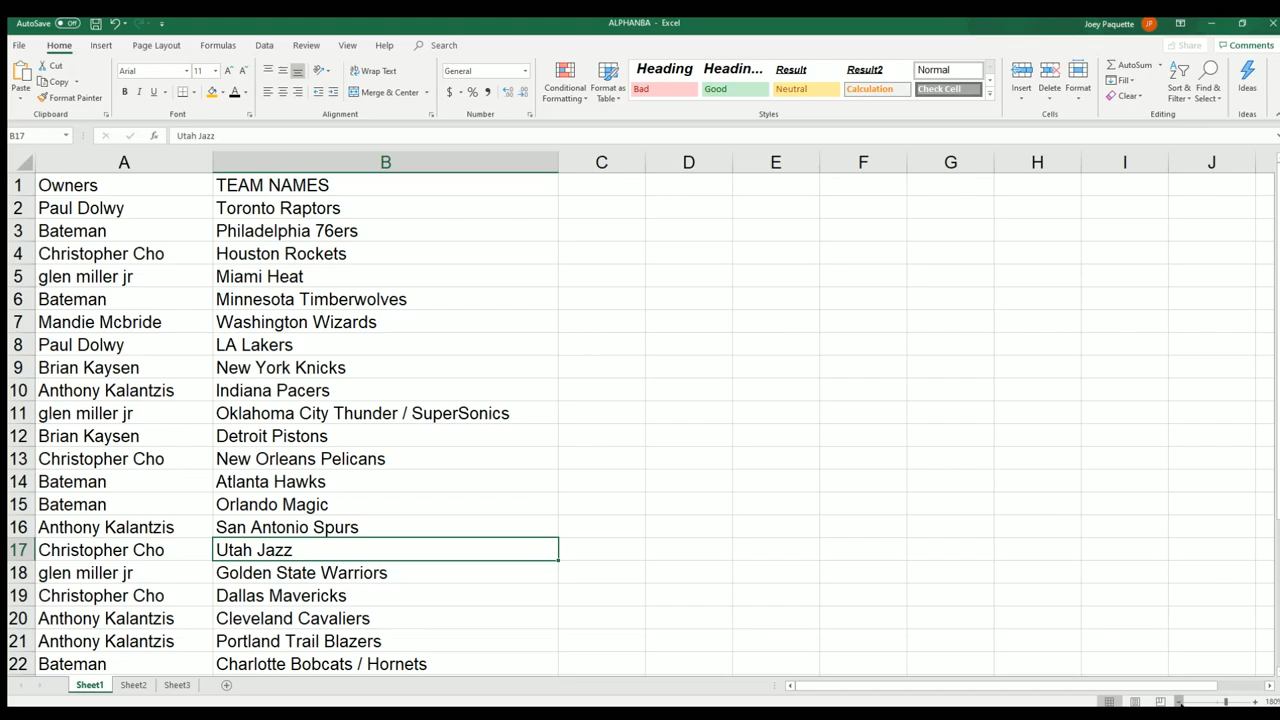 AutoSave Off ALPHANBA - Excel Joey Paquette JP
File Home Insert Page Layout Formulas Data Review View Help Search Share Comments
Paste Cut Copy Format Painter Clipboard
Arial 11 A A B I U A Font
Wrap Text Merge & Center Alignment
General $ % Number
Conditional Formatting Format as Table
Heading Headin... Result Result2 Normal
Bad Good Neutral Calculation Check Cell
Styles
Insert Delete Format Cells
AutoSum Fill Clear Sort & Filter Find & Select Editing
Ideas Ideas
B17 fx Utah Jazz
A B C D E F G H I J
1 Owners TEAM NAMES
2 Paul Dolwy Toronto Raptors
3 Bateman Philadelphia 76ers
4 Christopher Cho Houston Rockets
5 glen miller jr Miami Heat
6 Bateman Minnesota Timberwolves
7 Mandie Mcbride Washington Wizards
8 Paul Dolwy LA Lakers
9 Brian Kaysen New York Knicks
10 Anthony Kalantzis Indiana Pacers
11 glen miller jr Oklahoma City Thunder / SuperSonics
12 Brian Kaysen Detroit Pistons
13 Christopher Cho New Orleans Pelicans
14 Bateman Atlanta Hawks
15 Bateman Orlando Magic
16 Anthony Kalantzis San Antonio Spurs
17 Christopher Cho Utah Jazz
18 glen miller jr Golden State Warriors
19 Christopher Cho Dallas Mavericks
20 Anthony Kalantzis Cleveland Cavaliers
21 Anthony Kalantzis Portland Trail Blazers
22 Bateman Charlotte Bobcats / Hornets
Sheet1 Sheet2 Sheet3
180%